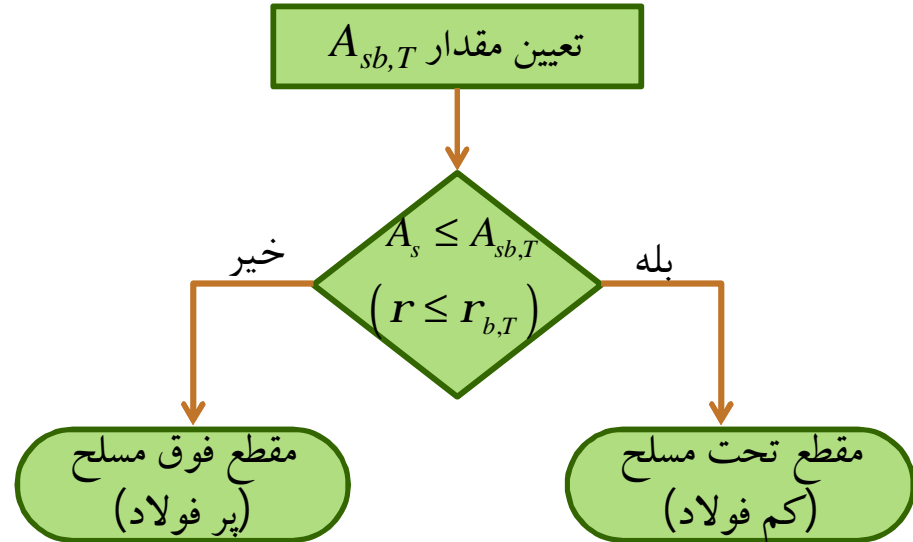 تعیین مقدار A_{sb,T}
A_s ≤ A_{sb,T}
(r ≤ r_{b,T})
بله
خیر
مقطع تحت مسلح
(کم فولاد)
مقطع فوق مسلح
(پر فولاد)